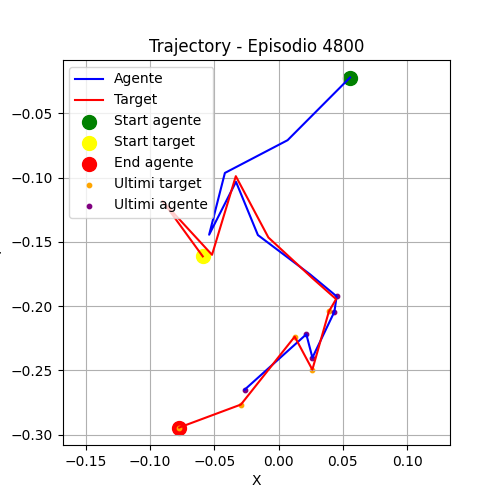 Trajectory - Episodio 4800
Agente
Target
Start agente
Start target
End agente
Ultimi target
Ultimi agente
−0.05
−0.10
−0.15
−0.20
−0.25
−0.30
−0.15
−0.10
−0.05
0.00
0.05
0.10
X